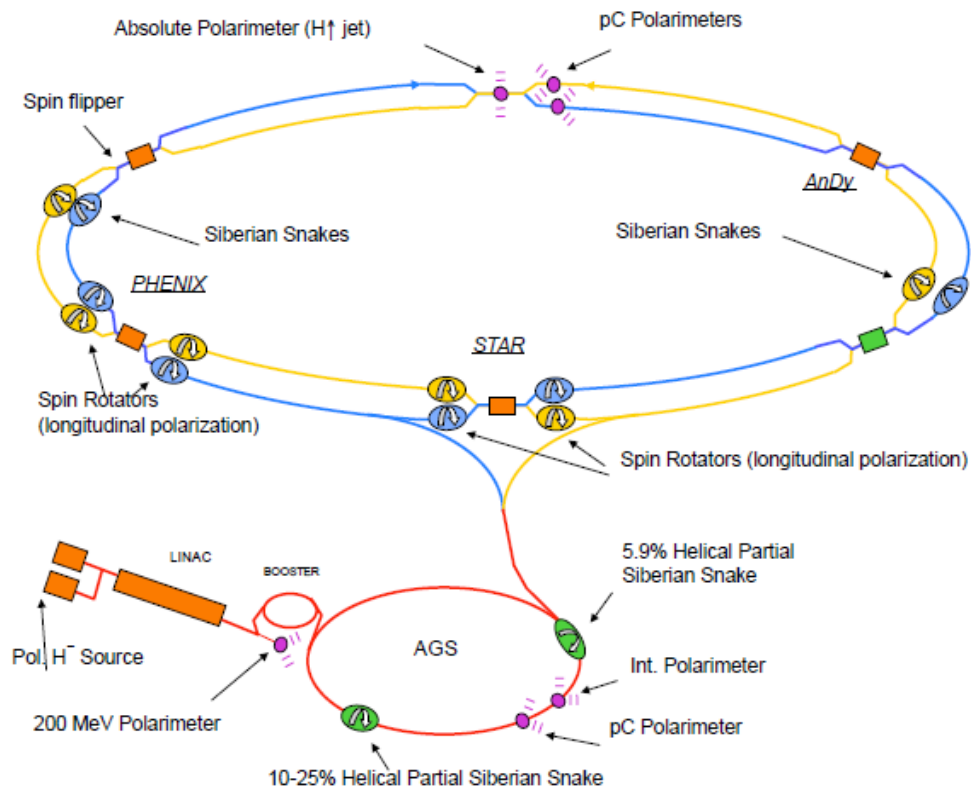 Absolute Polarimeter (H↑ jet)
pC Polarimeters
Spin flipper
AnDy
Siberian Snakes
Siberian Snakes
PHENIX
STAR
Spin Rotators
(longitudinal polarization)
Spin Rotators (longitudinal polarization)
5.9% Helical Partial
Siberian Snake
LINAC
BOOSTER
AGS
Pol. H⁻ Source
Int. Polarimeter
200 MeV Polarimeter
pC Polarimeter
10-25% Helical Partial Siberian Snake